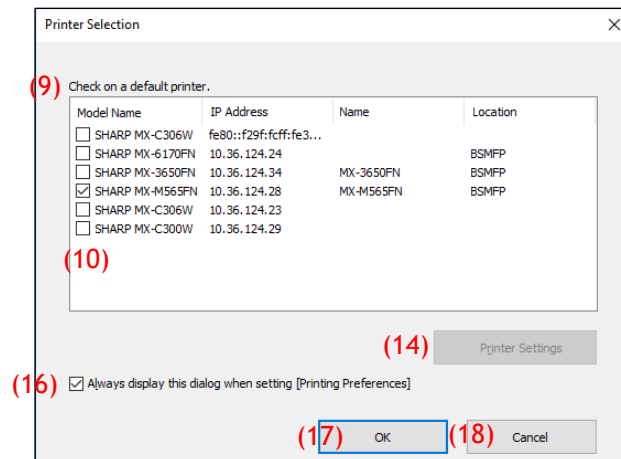 Printer Selection
(9) Check on a default printer.
Model Name IP Address Name Location
SHARP MX-C306W fe80::f29f:fcff:fe3...
SHARP MX-6170FN 10.36.124.24 BSMFP
SHARP MX-3650FN 10.36.124.34 MX-3650FN BSMFP
SHARP MX-M565FN 10.36.124.28 MX-M565FN BSMFP
SHARP MX-C306W 10.36.124.23
SHARP MX-C300W 10.36.124.29
(10)
(14) Printer Settings
(16) Always display this dialog when setting [Printing Preferences]
(17) OK (18) Cancel